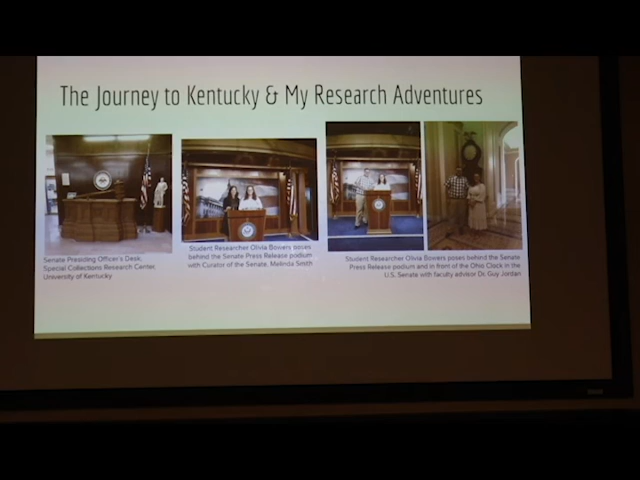 The Journey to Kentucky & My Research Adventures
Senate Presiding Officer's Desk,
Special Collections Research Center,
University of Kentucky
Student Researcher Olivia Bowers poses
behind the Senate Press Release podium
with Curator of the Senate, Melinda Smith
Student Researcher Olivia Bowers poses behind the Senate
Press Release podium and in front of the Ohio Clock in the
U.S. Senate with faculty advisor Dr. Guy Jordan